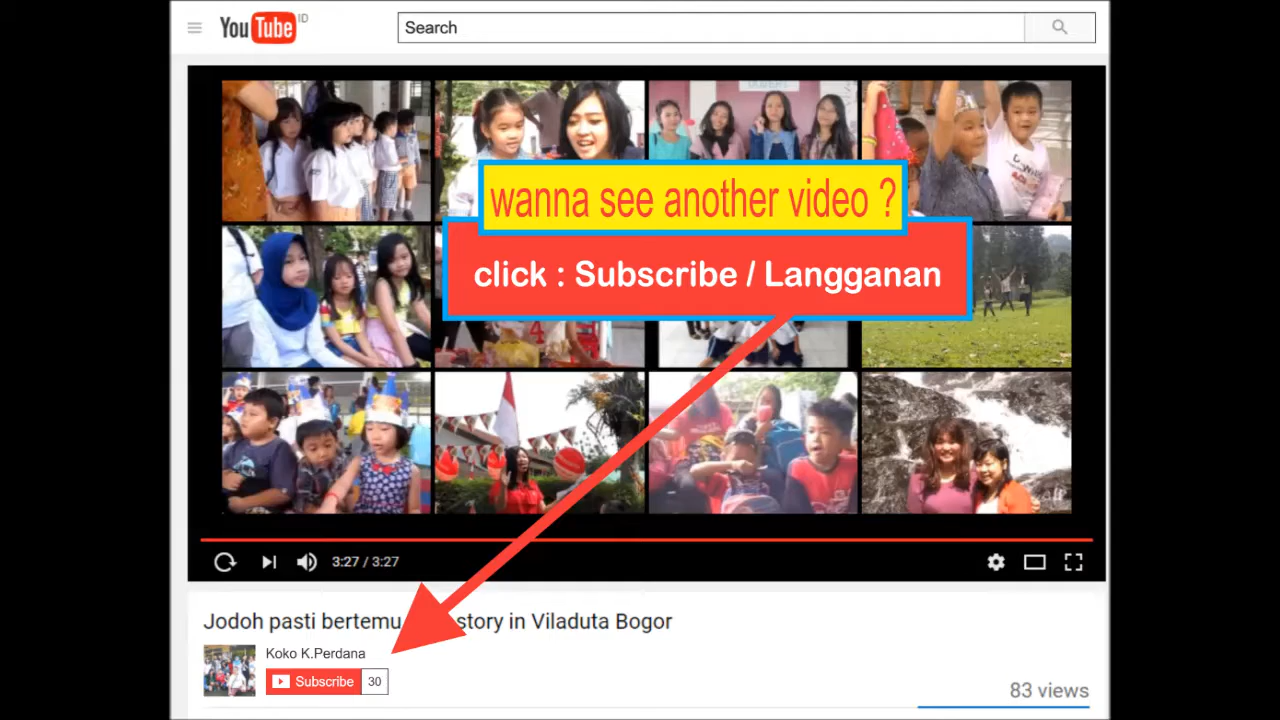 YouTube ID
Search
wanna see another video ?
click : Subscribe / Langganan
3:27 / 3:27
Jodoh pasti bertemu story in Viladuta Bogor
Koko K.Perdana
Subscribe 30
83 views